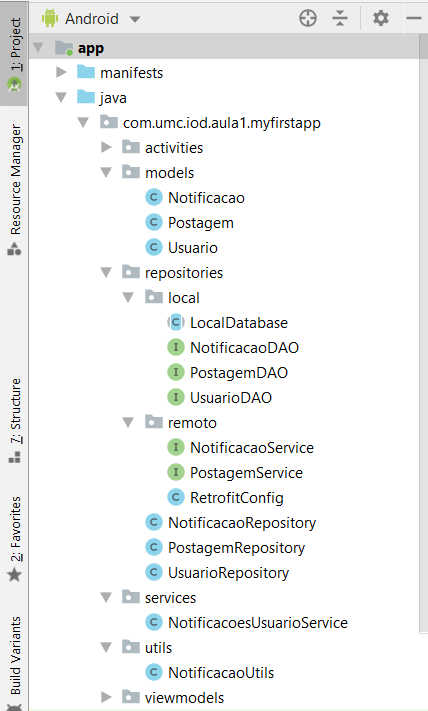 Android
app
manifests
java
com.umc.iod.aula1.myfirstapp
activities
models
C Notificacao
C Postagem
C Usuario
repositories
local
C LocalDatabase
I NotificacaoDAO
I PostagemDAO
I UsuarioDAO
remoto
I NotificacaoService
I PostagemService
C RetrofitConfig
C NotificacaoRepository
C PostagemRepository
C UsuarioRepository
services
C NotificacoesUsuarioService
utils
C NotificacaoUtils
viewmodels
1: Project
Resource Manager
7: Structure
2: Favorites
Build Variants